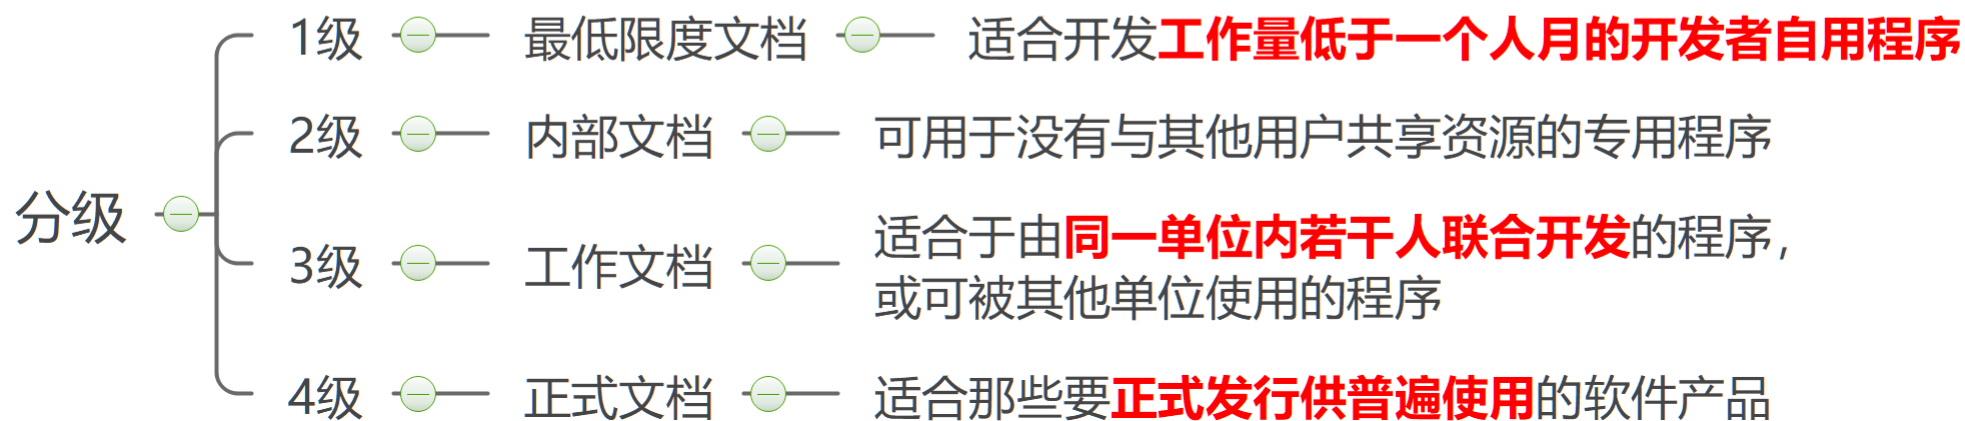 分级
1级 最低限度文档 适合开发工作量低于一个人月的开发者自用程序
2级 内部文档 可用于没有与其他用户共享资源的专用程序
3级 工作文档 适合于由同一单位内若干人联合开发的程序，
或可被其他单位使用的程序
4级 正式文档 适合那些要正式发行供普遍使用的软件产品